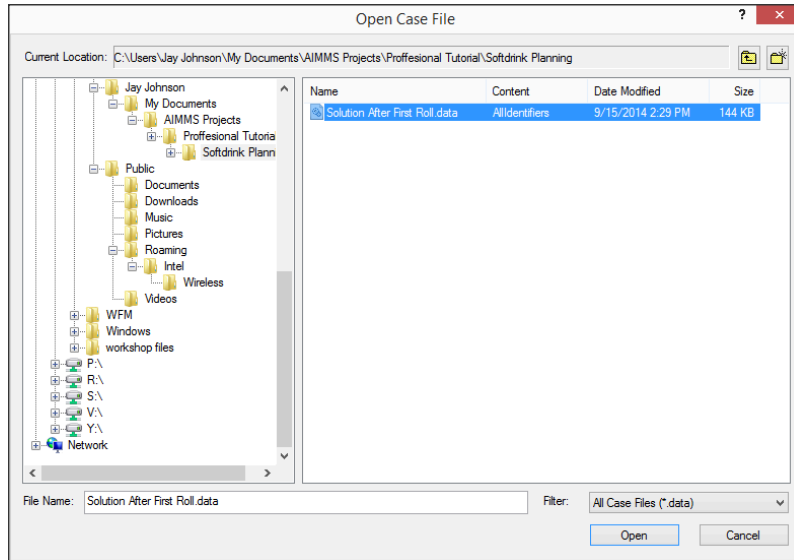 Open Case File
? ×
Current Location: C:\Users\Jay Johnson\My Documents\AIMMS Projects\Proffesional Tutorial\Softdrink Planning
Jay Johnson
My Documents
AIMMS Projects
Proffesional Tutoria
Softdrink Plann
Public
Documents
Downloads
Music
Pictures
Roaming
Intel
Wireless
Videos
WFM
Windows
workshop files
P:\
R:\
S:\
V:\
Y:\
Network
Name Content Date Modified Size
Solution After First Roll.data AllIdentifiers 9/15/2014 2:29 PM 144 KB
File Name: Solution After First Roll.data Filter: All Case Files (*.data)
Open Cancel